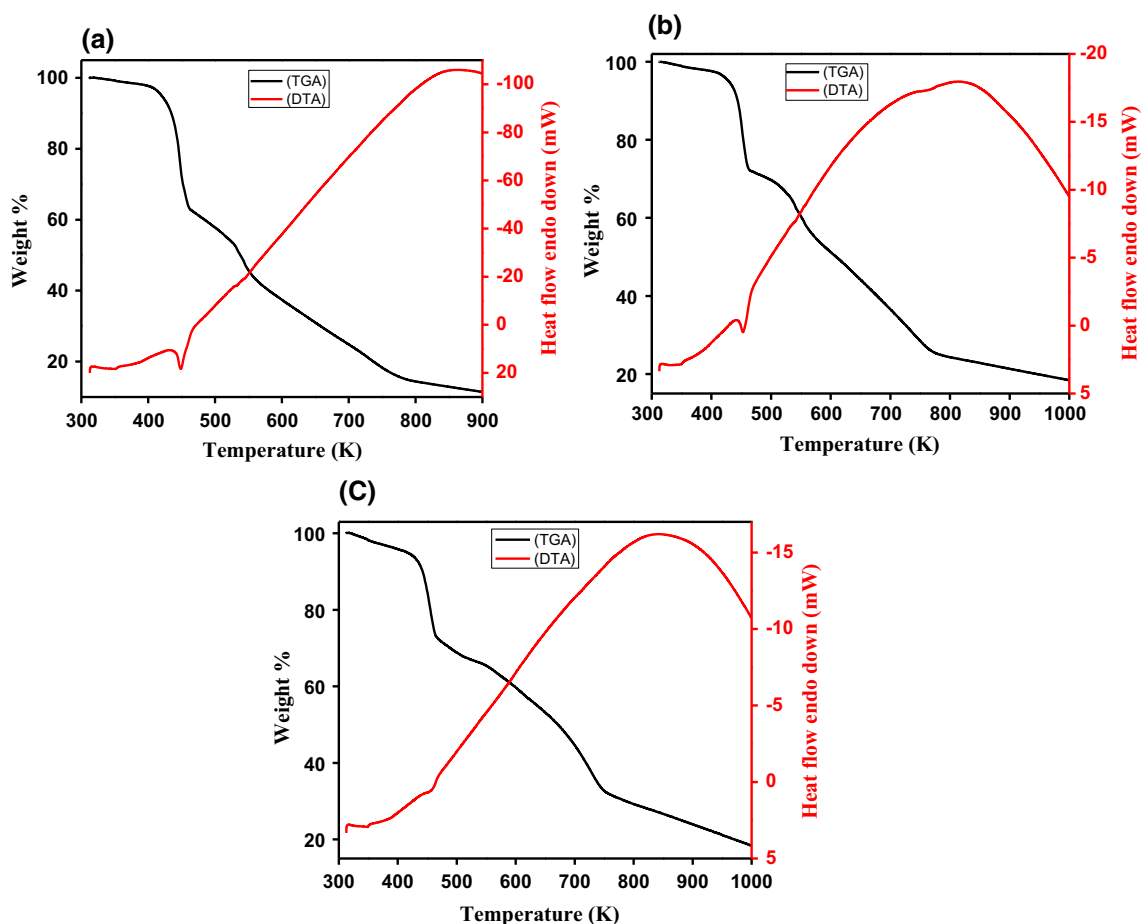 (a)
100
80
60
40
20
300 400 500 600 700 800 900
Temperature (K)
Weight %
(TGA)
(DTA)
-100
-80
-60
-40
-20
0
20
Heat flow endo down (mW)
(b)
100
80
60
40
20
300 400 500 600 700 800 900 1000
Temperature (K)
Weight %
(TGA)
(DTA)
-20
-15
-10
-5
0
5
Heat flow endo down (mW)
(C)
100
80
60
40
20
300 400 500 600 700 800 900 1000
Temperature (K)
Weight %
(TGA)
(DTA)
-15
-10
-5
0
5
Heat flow endo down (mW)